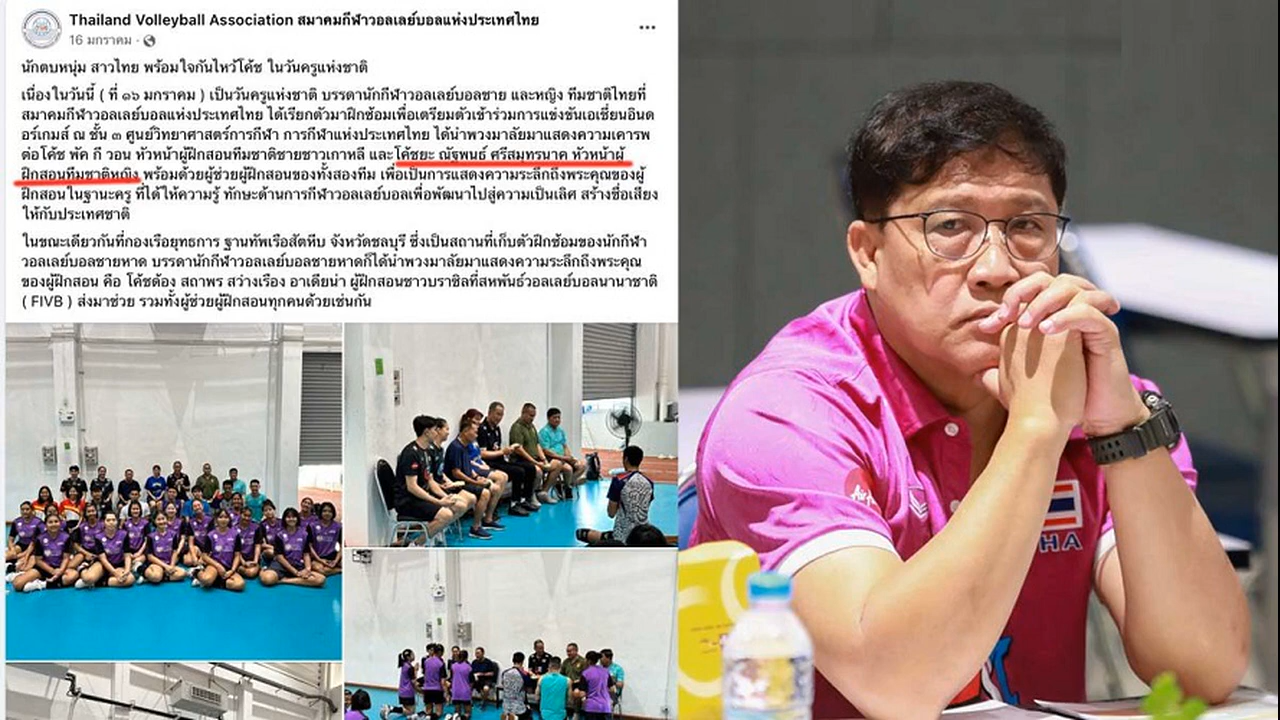 Thailand Volleyball Association สมาคมกีฬาวอลเลย์บอลแห่งประเทศไทย
16 มกราคม ·
นักตบหนุ่ม สาวไทย พร้อมใจกันไหว้โค้ช ในวันครูแห่งชาติ
เนื่องในวันนี้ ( ที่ ๑๖ มกราคม ) เป็นวันครูแห่งชาติ บรรดานักกีฬาวอลเลย์บอลชาย และหญิง ทีมชาติไทยที่
สมาคมกีฬาวอลเลย์บอลแห่งประเทศไทย ได้เรียกตัวมาฝึกซ้อมเพื่อเตรียมตัวเข้าร่วมการแข่งขันเอเชี่ยนอินด
อร์เกมส์ ณ ชั้น ๓ ศูนย์วิทยาศาสตร์การกีฬา การกีฬาแห่งประเทศไทย ได้นำพวงมาลัยมาแสดงความเคารพ
ต่อโค้ช พัค กี วอน หัวหน้าผู้ฝึกสอนทีมชาติชายชาวเกาหลี และโค้ชยะ ณัฐพนธ์ ศรีสมุทรนาค หัวหน้าผู้
ฝึกสอนทีมชาติหญิง พร้อมด้วยผู้ช่วยผู้ฝึกสอนของทั้งสองทีม เพื่อเป็นการแสดงความระลึกถึงพระคุณของผู้
ฝึกสอนในฐานะครู ที่ได้ให้ความรู้ ทักษะด้านการกีฬาวอลเลย์บอลเพื่อพัฒนาไปสู่ความเป็นเลิศ สร้างชื่อเสียง
ให้กับประเทศชาติ
ในขณะเดียวกันที่กองเรือยุทธการ ฐานทัพเรือสัตหีบ จังหวัดชลบุรี ซึ่งเป็นสถานที่เก็บตัวฝึกซ้อมของนักกีฬา
วอลเลย์บอลชายหาด บรรดานักกีฬาวอลเลย์บอลชายหาดก็ได้นำพวงมาลัยมาแสดงความระลึกถึงพระคุณ
ของผู้ฝึกสอน คือ โค้ชต้อง สถาพร สว่างเรือง อาเดียน่า ผู้ฝึกสอนชาวบราซิลที่สหพันธ์วอลเลย์บอลนานาชาติ
( FIVB ) ส่งมาช่วย รวมทั้งผู้ช่วยผู้ฝึกสอนทุกคนด้วยเช่นกัน